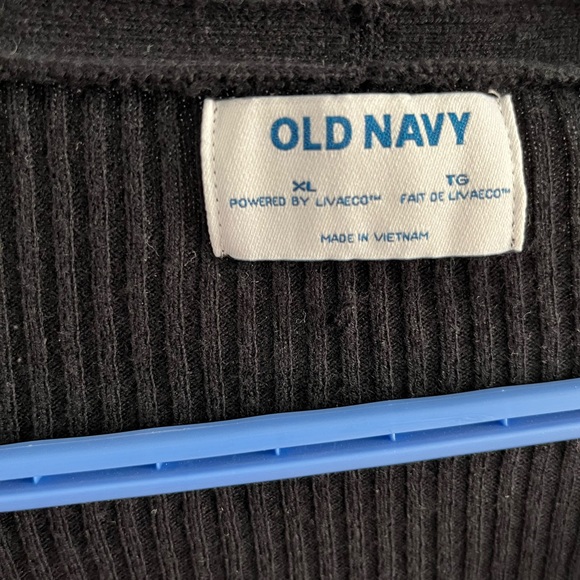 OLD NAVY
XL TG
POWERED BY LIVAECO™ FAIT DE LIVAECO™
MADE IN VIETNAM